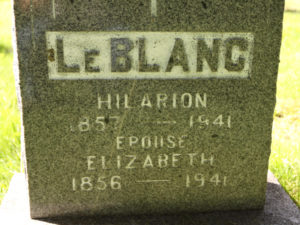 LEBLANC
HILARION
1857 — 1941
EPOUSE
ELIZABETH
1856 — 1941